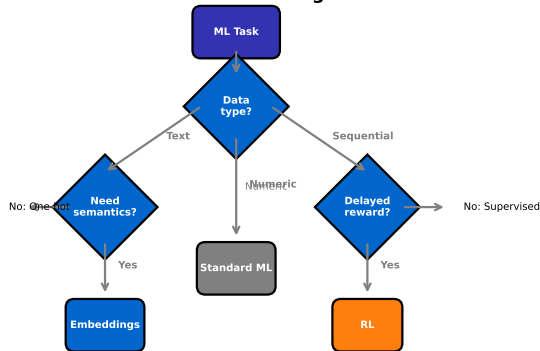 ML Task
Data
type?
Text
Sequential
Numeric
Numeric
No: One-hot
Need
semantics?
Delayed
reward?
No: Supervised
Yes
Standard ML
Yes
Embeddings
RL